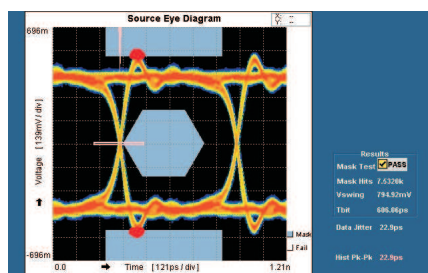 Source Eye Diagram
X: --
Y: --
696m
Voltage [139mV / div]
-696m
0.0
Time [121ps / div]
1.21n
Mask
Fail
Results
Mask Test PASS
Mask Hits 7.5320k
Vswing 794.92mV
Tbit 606.06ps
Data Jitter 22.9ps
Hist Pk-Pk 22.9ps